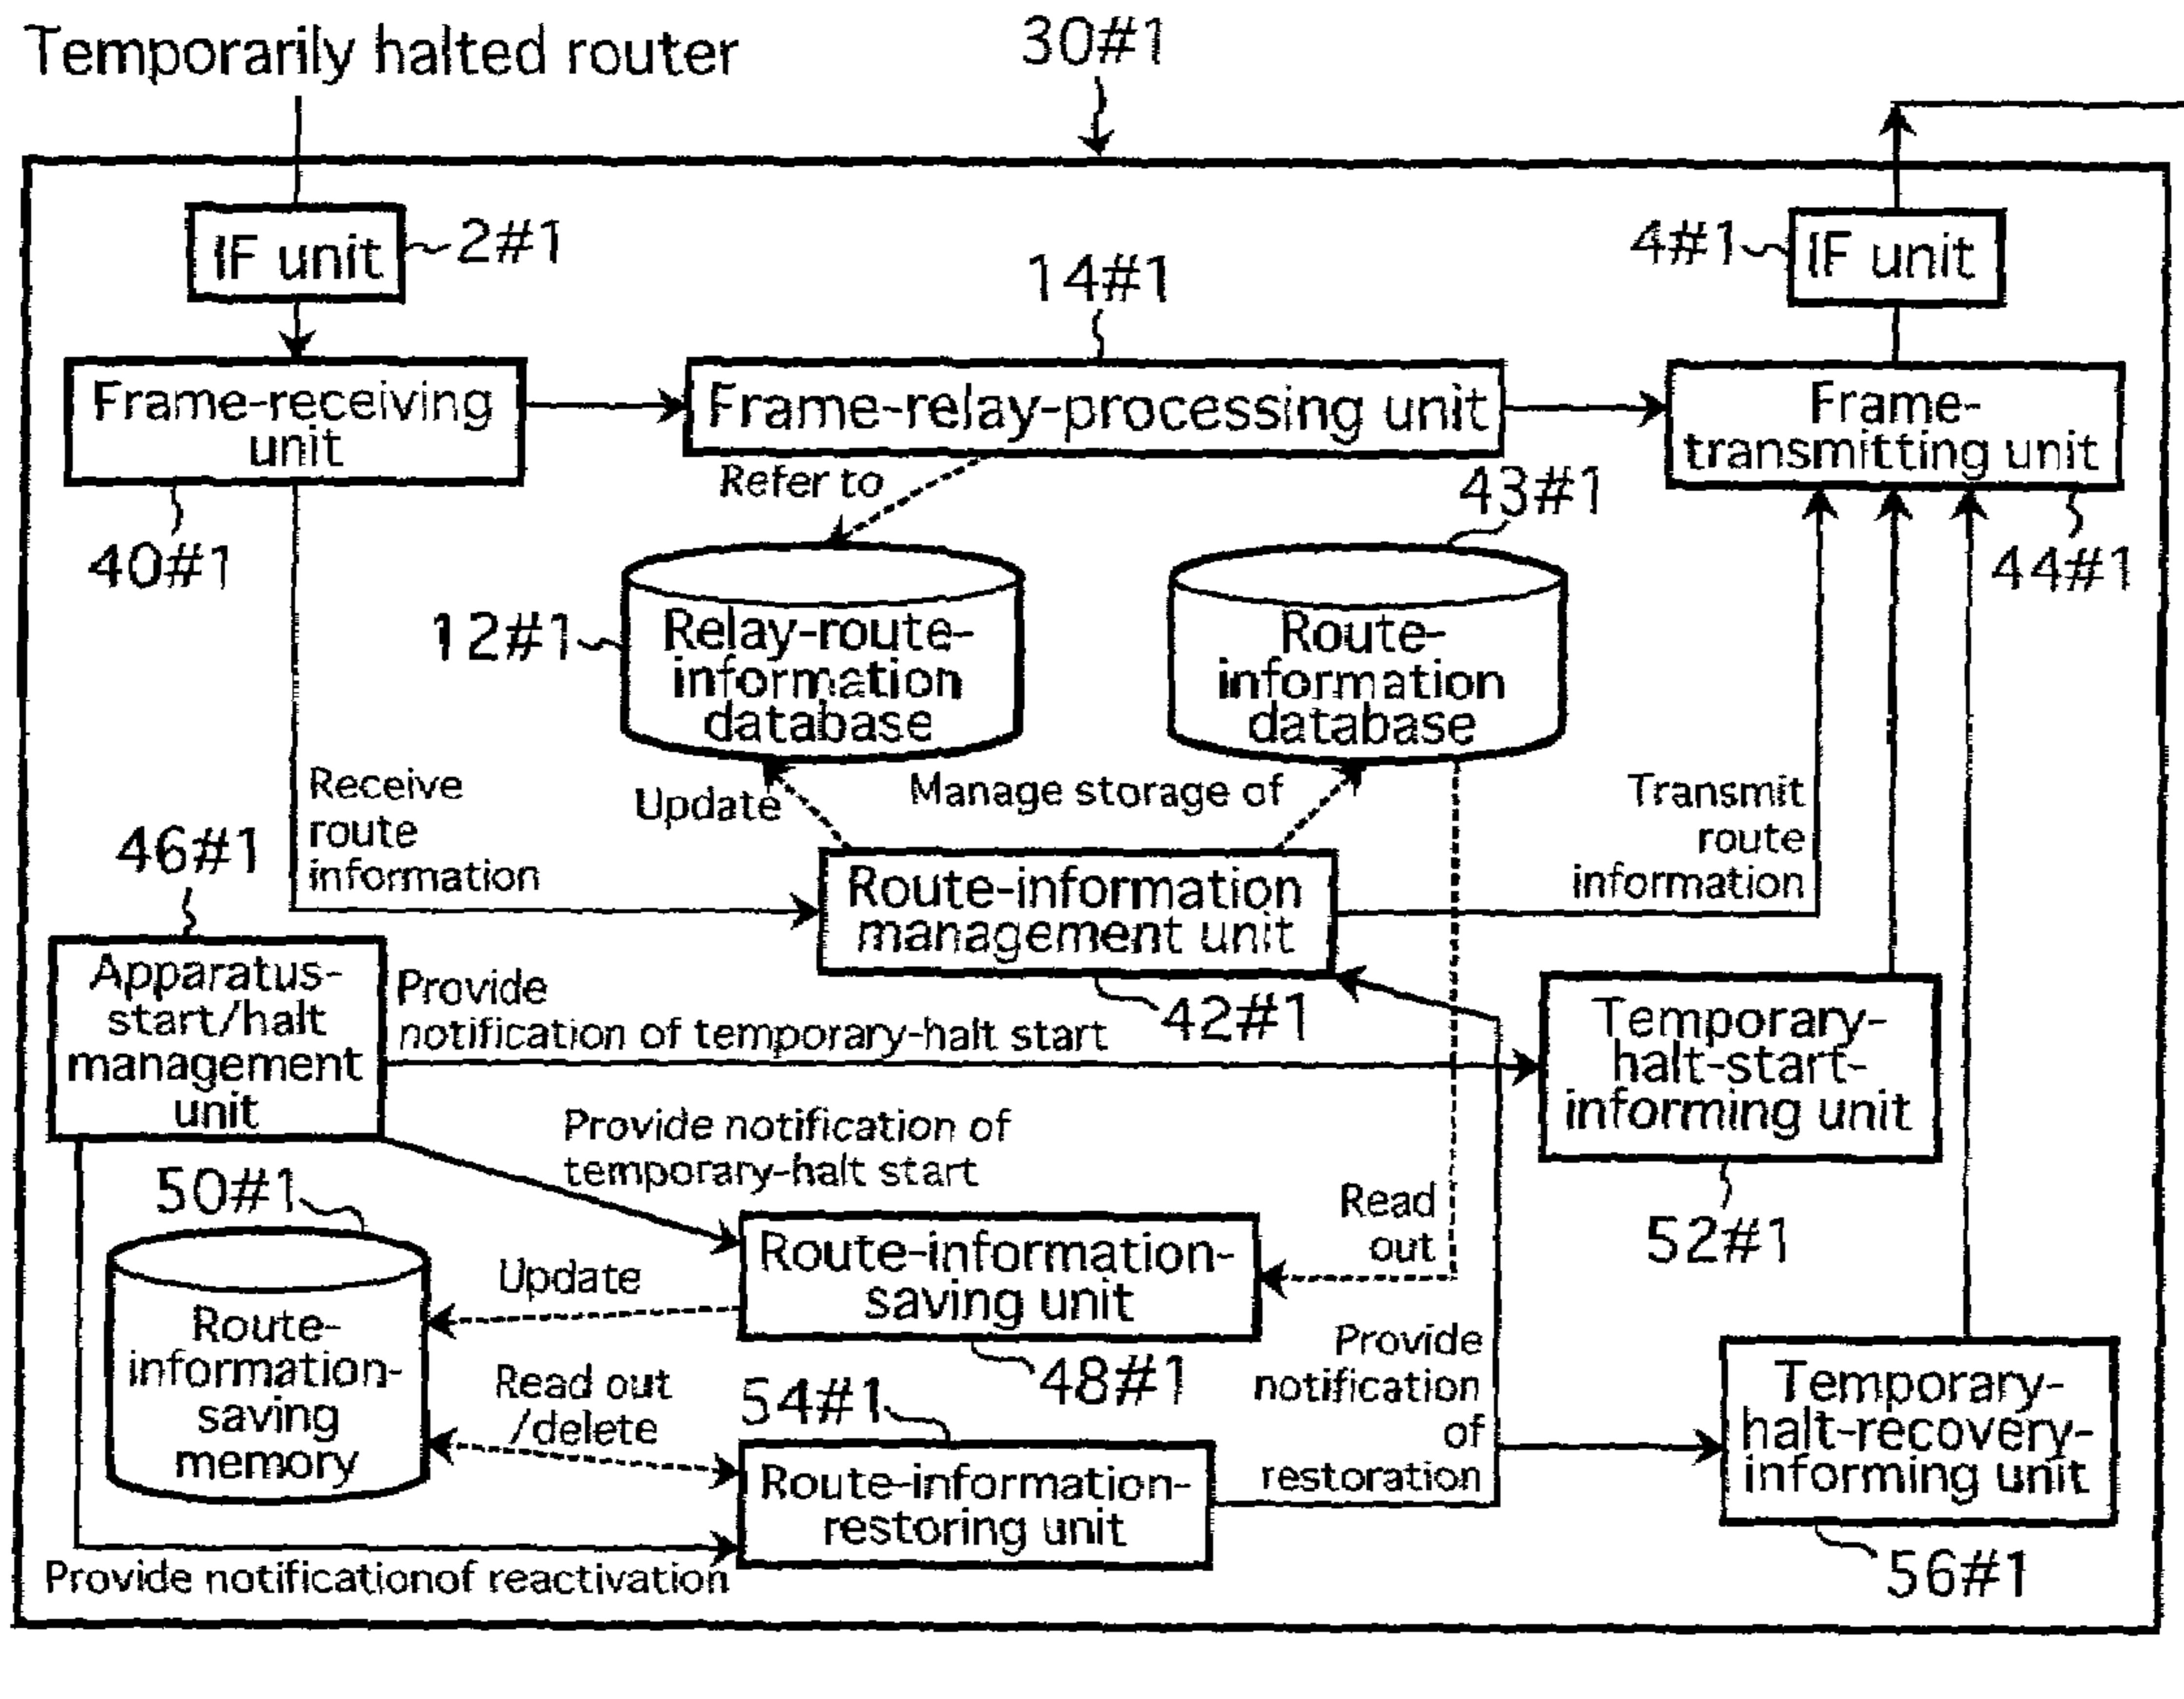 Temporarily halted router
30#1
IF unit
2#1
14#1
4#1
IF unit
Frame-receiving
unit
Frame-relay-processing unit
Frame-
transmitting unit
40#1
Refer to
43#1
44#1
12#1
Relay-route-
information
database
Route-
information
database
Receive
route
information
Update
Manage storage of
Transmit
route
information
46#1
Route-information
management unit
42#1
Apparatus-
start/halt
management
unit
Provide
notification of temporary-halt start
Temporary-
halt-start-
informing unit
52#1
Provide notification of
temporary-halt start
50#1
Read
out
Route-information-
saving unit
48#1
Update
Route-
information-
saving
memory
Read out
/delete
54#1
Provide
notification
of
restoration
Route-information-
restoring unit
Temporary-
halt-recovery-
informing unit
56#1
Provide notificationof reactivation